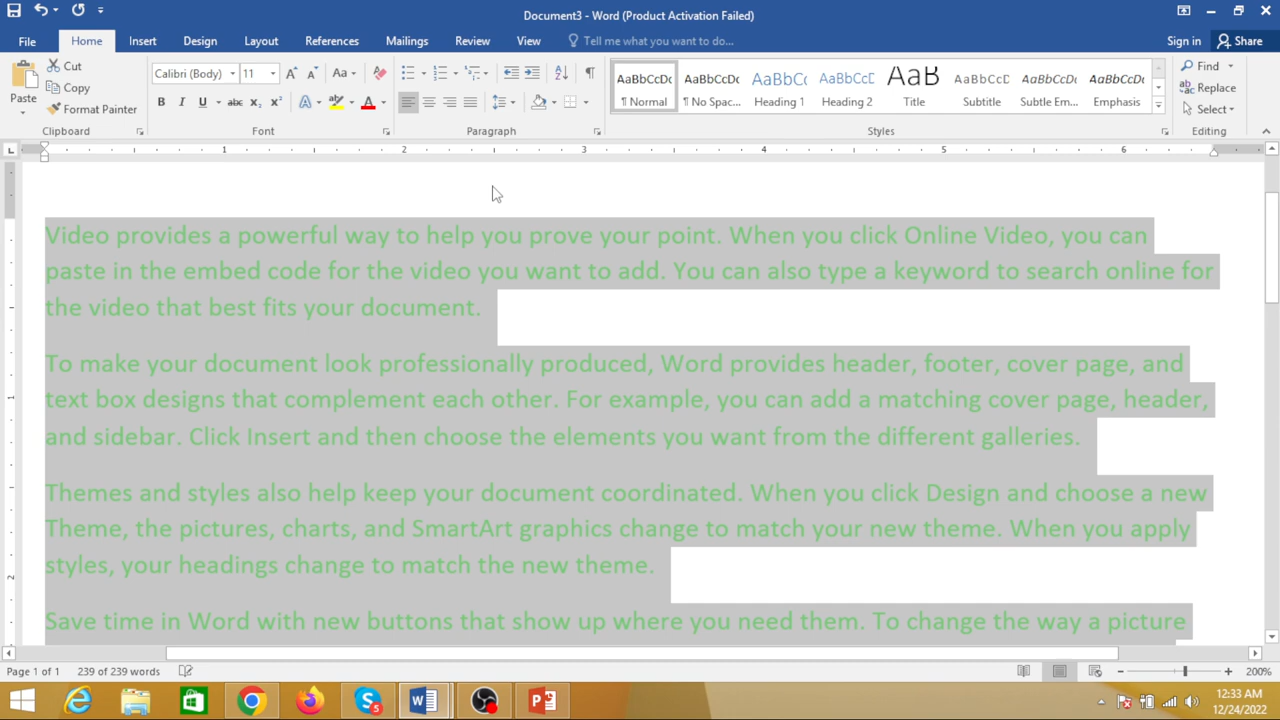 Document3 - Word (Product Activation Failed)
File Home Insert Design Layout References Mailings Review View Tell me what you want to do... Sign in Share
Paste Cut Copy Format Painter Clipboard
Calibri (Body) 11 Aa B I U abc x₂ x² A A Font
Paragraph
AaBbCcDc ¶ Normal
AaBbCcDc ¶ No Spac...
AaBbCc Heading 1
AaBbCcC Heading 2
AaB Title
AaBbCcD Subtitle
AaBbCcDc Subtle Em...
AaBbCcDc Emphasis
Styles
Find Replace Select Editing
1 2 3 4 5 6
Video provides a powerful way to help you prove your point. When you click Online Video, you can
paste in the embed code for the video you want to add. You can also type a keyword to search online for
the video that best fits your document.
To make your document look professionally produced, Word provides header, footer, cover page, and
text box designs that complement each other. For example, you can add a matching cover page, header,
and sidebar. Click Insert and then choose the elements you want from the different galleries.
Themes and styles also help keep your document coordinated. When you click Design and choose a new
Theme, the pictures, charts, and SmartArt graphics change to match your new theme. When you apply
styles, your headings change to match the new theme.
Save time in Word with new buttons that show up where you need them. To change the way a picture
Page 1 of 1 239 of 239 words 200%
12:33 AM
12/24/2022